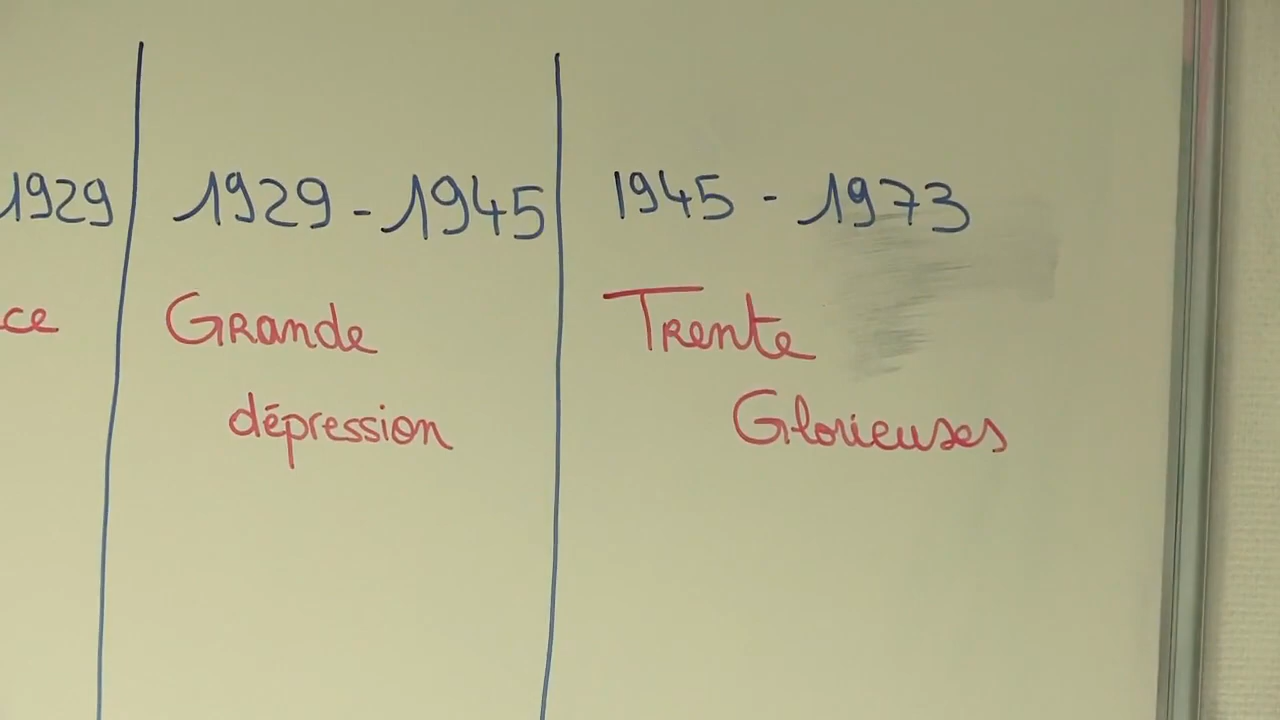 1929
ce
1929 - 1945
Grande
dépression
1945 - 1973
Trente
Glorieuses